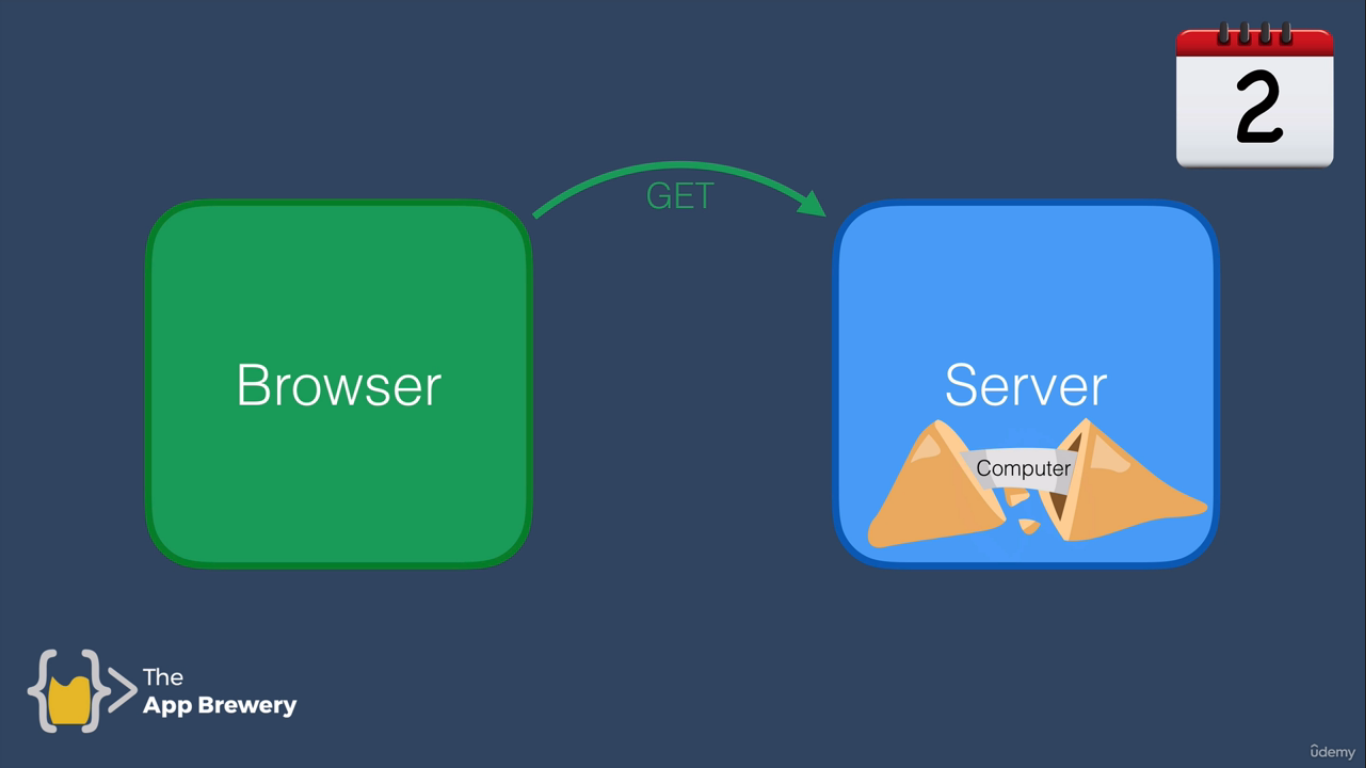 2
GET
Browser
Server
Computer
The
App Brewery
ûdemy